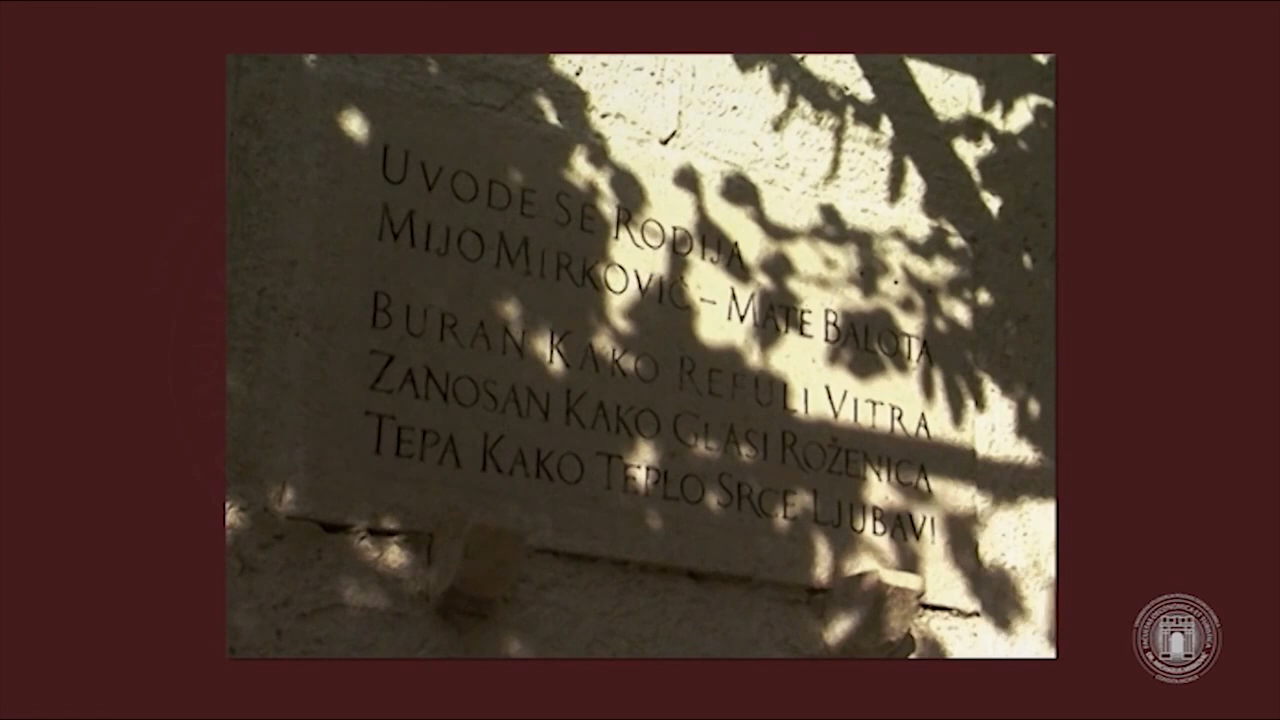 UVODE SE RODIJA
MIJO MIRKOVIĆ – MATE BALOTA
BURAN KAKO REFULI VITRA
ZANOSAN KAKO GLASI ROŽENICA
TEPA KAKO TEPLO SRCE LJUBAVI